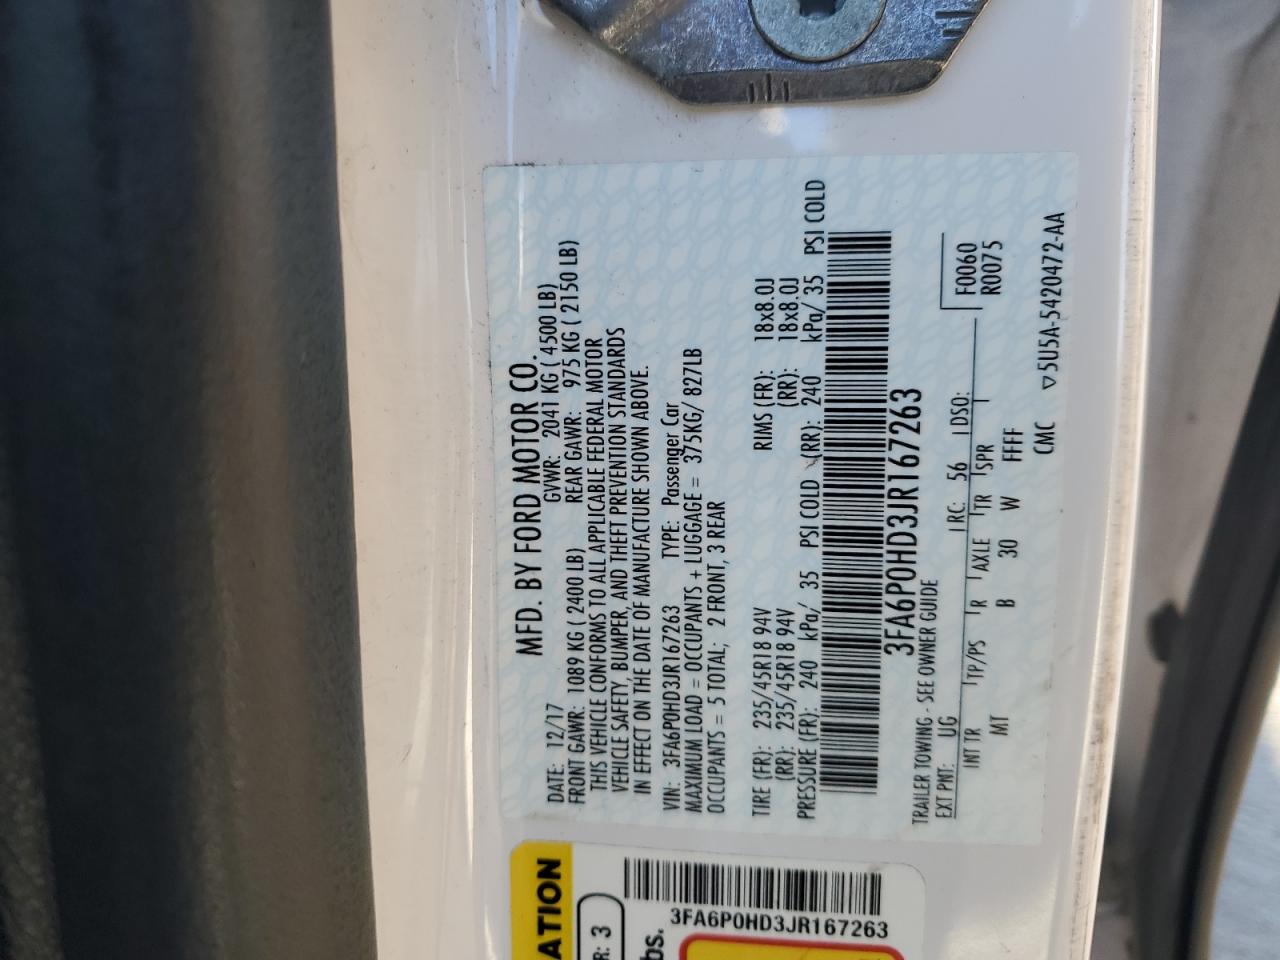 MFD. BY FORD MOTOR CO.
DATE: 12/17 GVWR: 2041 KG ( 4500 LB)
FRONT GAWR: 1089 KG ( 2400 LB) REAR GAWR: 975 KG ( 2150 LB)
THIS VEHICLE CONFORMS TO ALL APPLICABLE FEDERAL MOTOR
VEHICLE SAFETY, BUMPER, AND THEFT PREVENTION STANDARDS
IN EFFECT ON THE DATE OF MANUFACTURE SHOWN ABOVE.
VIN: 3FA6P0HD3JR167263 TYPE: Passenger Car
MAXIMUM LOAD = OCCUPANTS + LUGGAGE = 375KG/ 827LB
OCCUPANTS = 5 TOTAL; 2 FRONT, 3 REAR
TIRE (FR): 235/45R18 94V RIMS (FR): 18x8.0J
(RR): 235/45R18 94V (RR): 18x8.0J
PRESSURE (FR): 240 kPa/ 35 PSI COLD (RR): 240 kPa/ 35 PSI COLD
3FA6P0HD3JR167263
TRAILER TOWING - SEE OWNER GUIDE
EXT PNT: UG RC: 56 DSO: F0060
R0075
INT TR TP/PS R AXLE TR SPR
MT B 30 W FFFF
CMC ▽5U5A-5420472-AA
ATION
R: 3
bs.
3FA6P0HD3JR167263